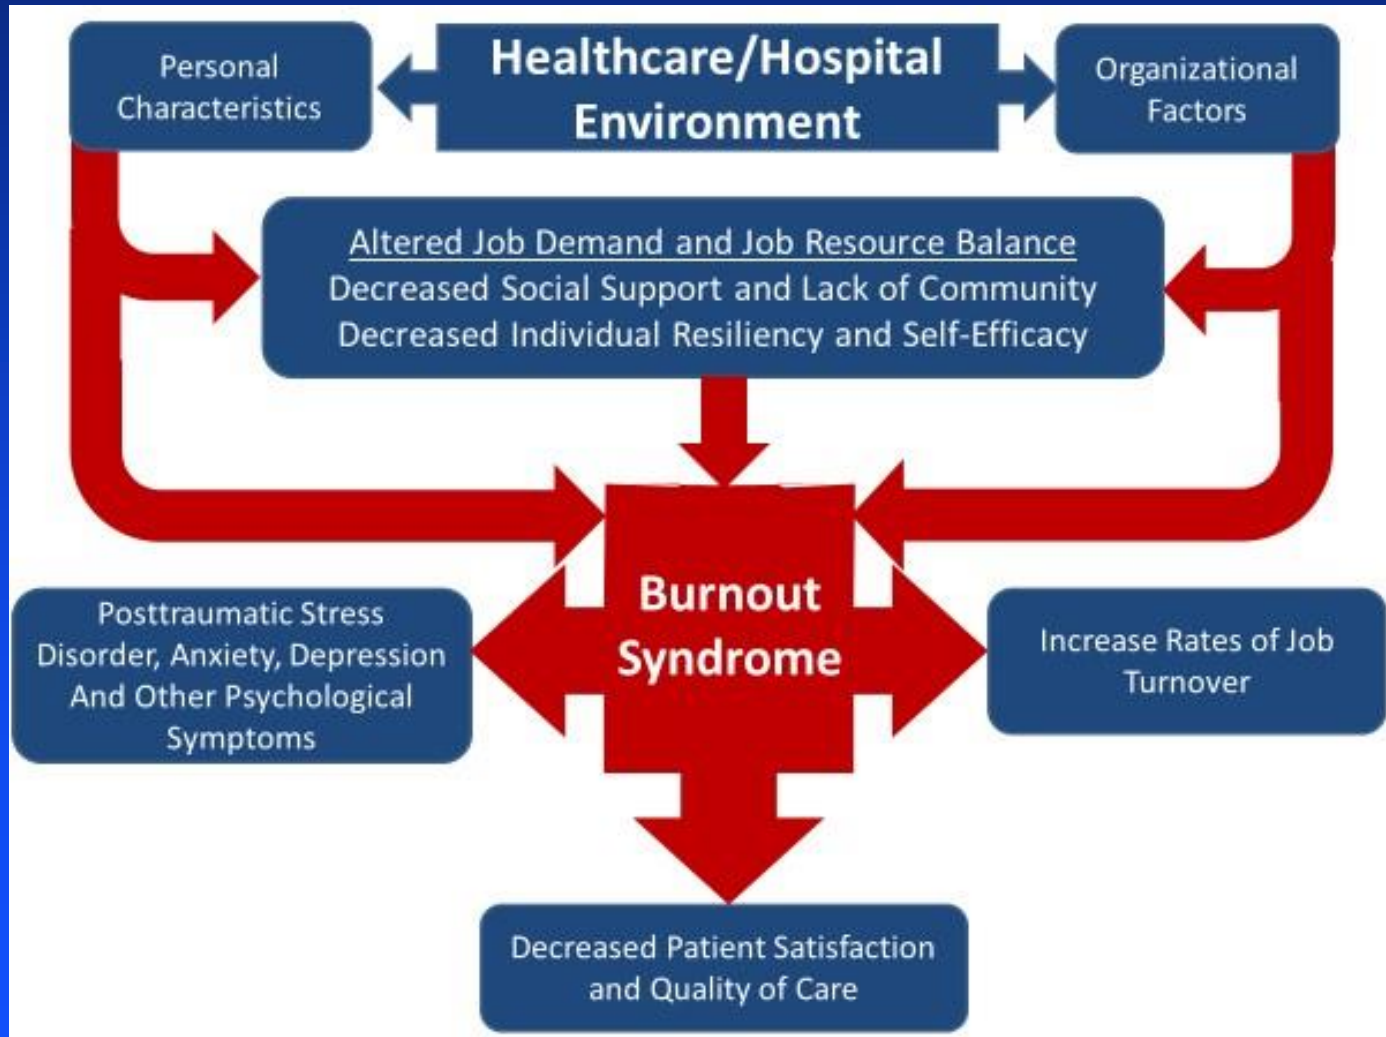 Personal
Characteristics
Healthcare/Hospital
Environment
Organizational
Factors
Altered Job Demand and Job Resource Balance
Decreased Social Support and Lack of Community
Decreased Individual Resiliency and Self-Efficacy
Burnout
Syndrome
Posttraumatic Stress
Disorder, Anxiety, Depression
And Other Psychological
Symptoms
Increase Rates of Job
Turnover
Decreased Patient Satisfaction
and Quality of Care